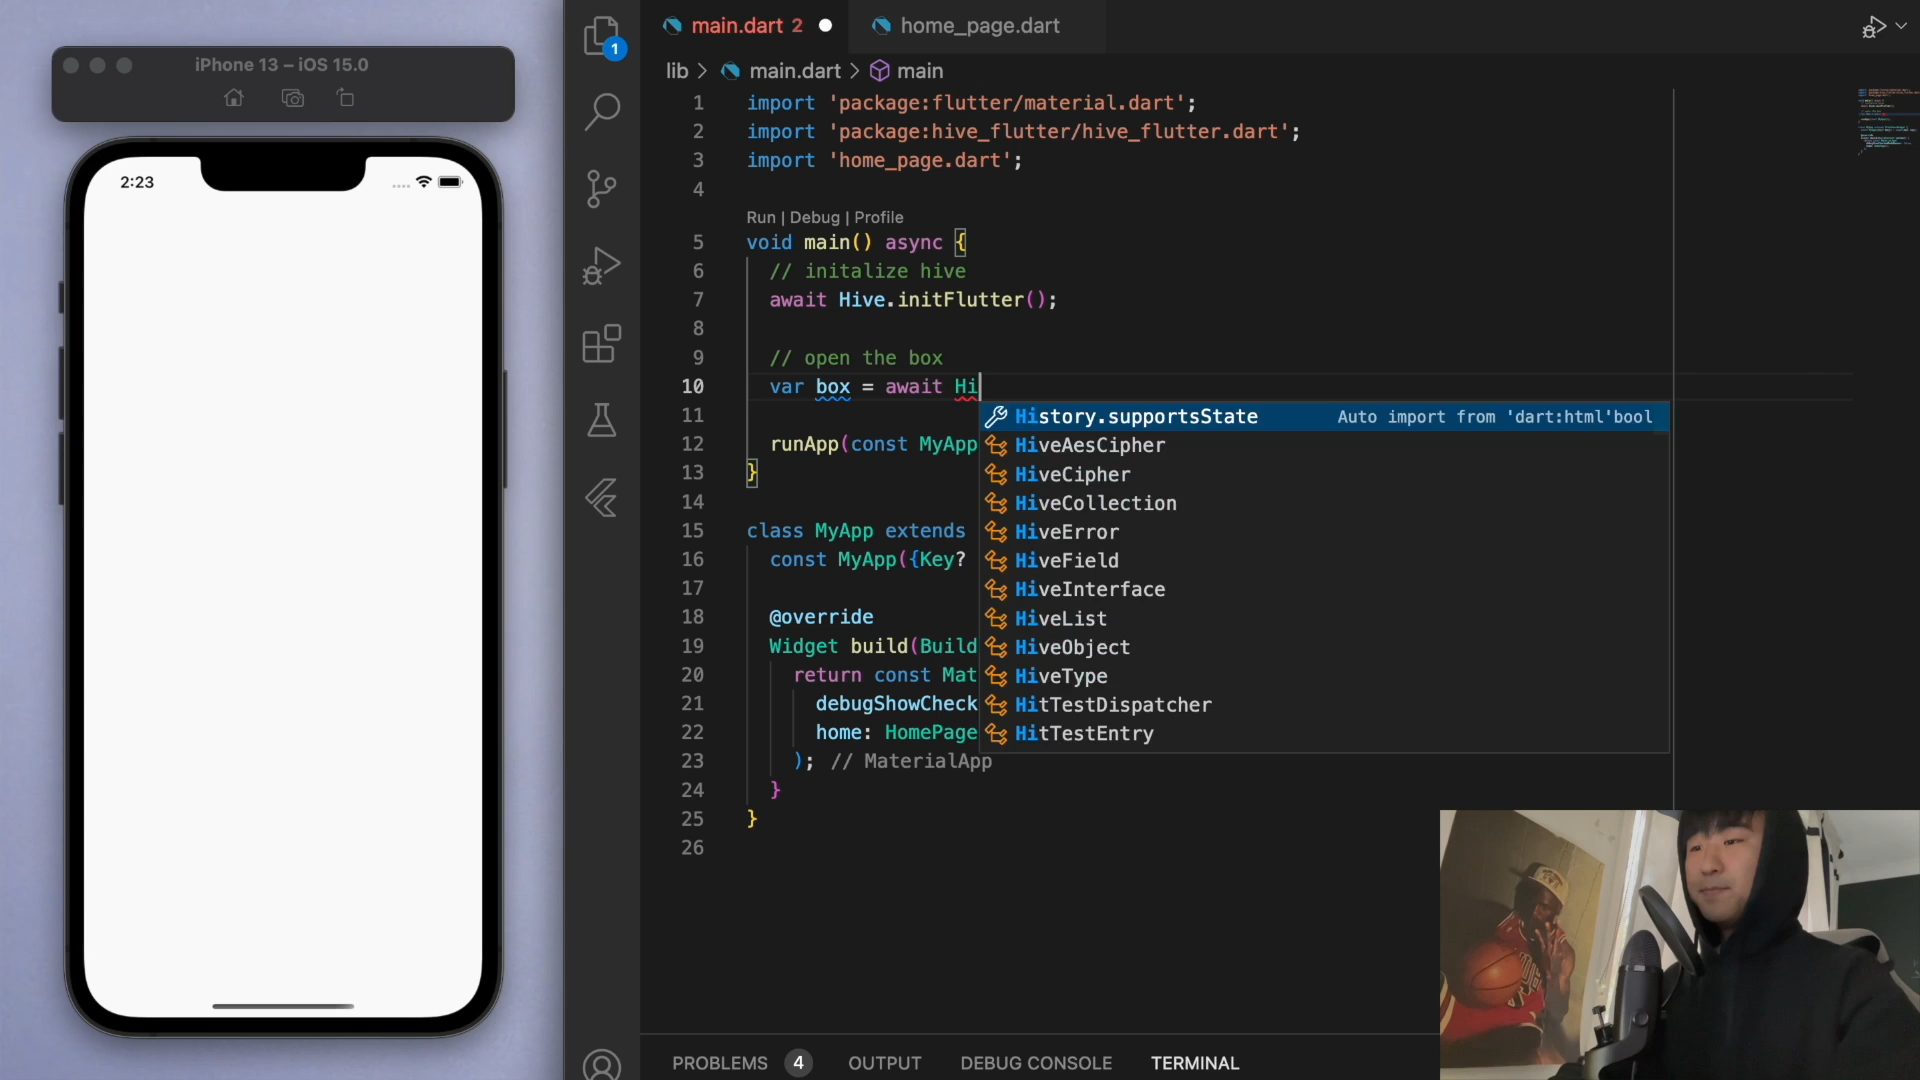 iPhone 13 – iOS 15.0
2:23
1
main.dart 2
home_page.dart
lib > main.dart > main
1 import 'package:flutter/material.dart';
2 import 'package:hive_flutter/hive_flutter.dart';
3 import 'home_page.dart';
4
Run | Debug | Profile
5 void main() async {
6 // initalize hive
7 await Hive.initFlutter();
8
9 // open the box
10 var box = await Hi
11
12 runApp(const MyApp
13 }
14
15 class MyApp extends
16 const MyApp({Key?
17
18 @override
19 Widget build(Build
20 return const Mat
21 debugShowCheck
22 home: HomePage
23 ); // MaterialApp
24 }
25 }
26
History.supportsState Auto import from 'dart:html'bool
HiveAesCipher
HiveCipher
HiveCollection
HiveError
HiveField
HiveInterface
HiveList
HiveObject
HiveType
HitTestDispatcher
HitTestEntry
PROBLEMS 4 OUTPUT DEBUG CONSOLE TERMINAL